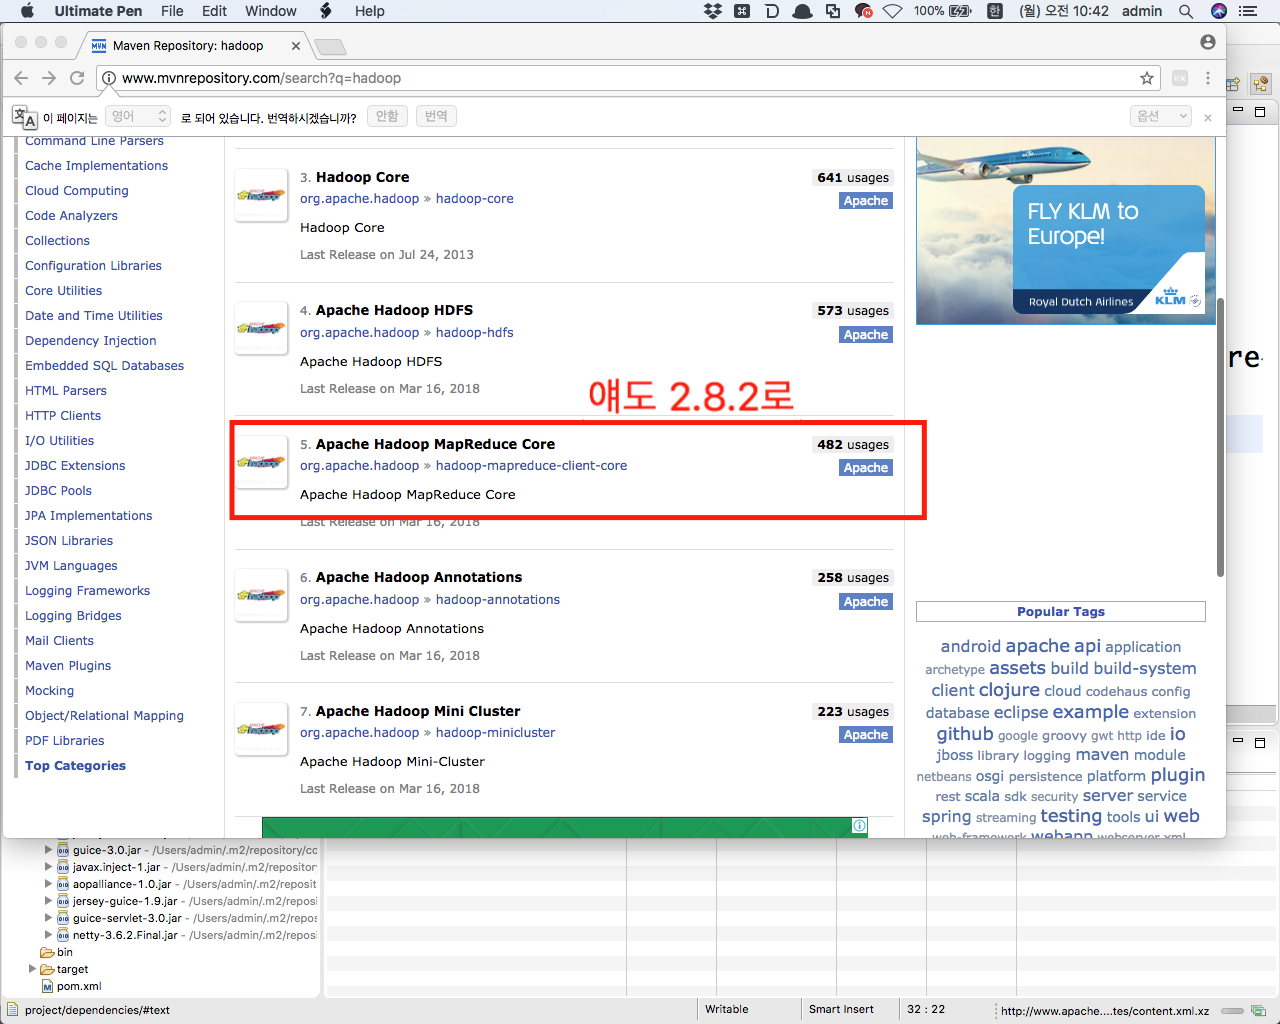 Ultimate Pen File Edit Window Help 100% 한 (월) 오전 10:42 admin
MVN Maven Repository: hadoop
www.mvnrepository.com/search?q=hadoop
이 페이지는 영어 로 되어 있습니다. 번역하시겠습니까? 안함 번역 옵션
Command Line Parsers
Cache Implementations
Cloud Computing
Code Analyzers
Collections
Configuration Libraries
Core Utilities
Date and Time Utilities
Dependency Injection
Embedded SQL Databases
HTML Parsers
HTTP Clients
I/O Utilities
JDBC Extensions
JDBC Pools
JPA Implementations
JSON Libraries
JVM Languages
Logging Frameworks
Logging Bridges
Mail Clients
Maven Plugins
Mocking
Object/Relational Mapping
PDF Libraries
Top Categories
3. Hadoop Core 641 usages
org.apache.hadoop » hadoop-core Apache
Hadoop Core
Last Release on Jul 24, 2013
4. Apache Hadoop HDFS 573 usages
org.apache.hadoop » hadoop-hdfs Apache
Apache Hadoop HDFS
Last Release on Mar 16, 2018
얘도 2.8.2로
5. Apache Hadoop MapReduce Core 482 usages
org.apache.hadoop » hadoop-mapreduce-client-core Apache
Apache Hadoop MapReduce Core
Last Release on Mar 16, 2018
6. Apache Hadoop Annotations 258 usages
org.apache.hadoop » hadoop-annotations Apache
Apache Hadoop Annotations
Last Release on Mar 16, 2018
7. Apache Hadoop Mini Cluster 223 usages
org.apache.hadoop » hadoop-minicluster Apache
Apache Hadoop Mini-Cluster
Last Release on Mar 16, 2018
FLY KLM to
Europe!
Royal Dutch Airlines KLM
re
Popular Tags
android apache api application
archetype assets build build-system
client clojure cloud codehaus config
database eclipse example extension
github google groovy gwt http ide io
jboss library logging maven module
netbeans osgi persistence platform plugin
rest scala sdk security server service
spring streaming testing tools ui web
web-framework webapp webserver xml
guice-3.0.jar - /Users/admin/.m2/repository/cc
javax.inject-1.jar - /Users/admin/.m2/repository
aopalliance-1.0.jar - /Users/admin/.m2/reposit
jersey-guice-1.9.jar - /Users/admin/.m2/reposi
guice-servlet-3.0.jar - /Users/admin/.m2/repos
netty-3.6.2.Final.jar - /Users/admin/.m2/repos
bin
target
pom.xml
project/dependencies/#text Writable Smart Insert 32 : 22 http://www.apache....tes/content.xml.xz